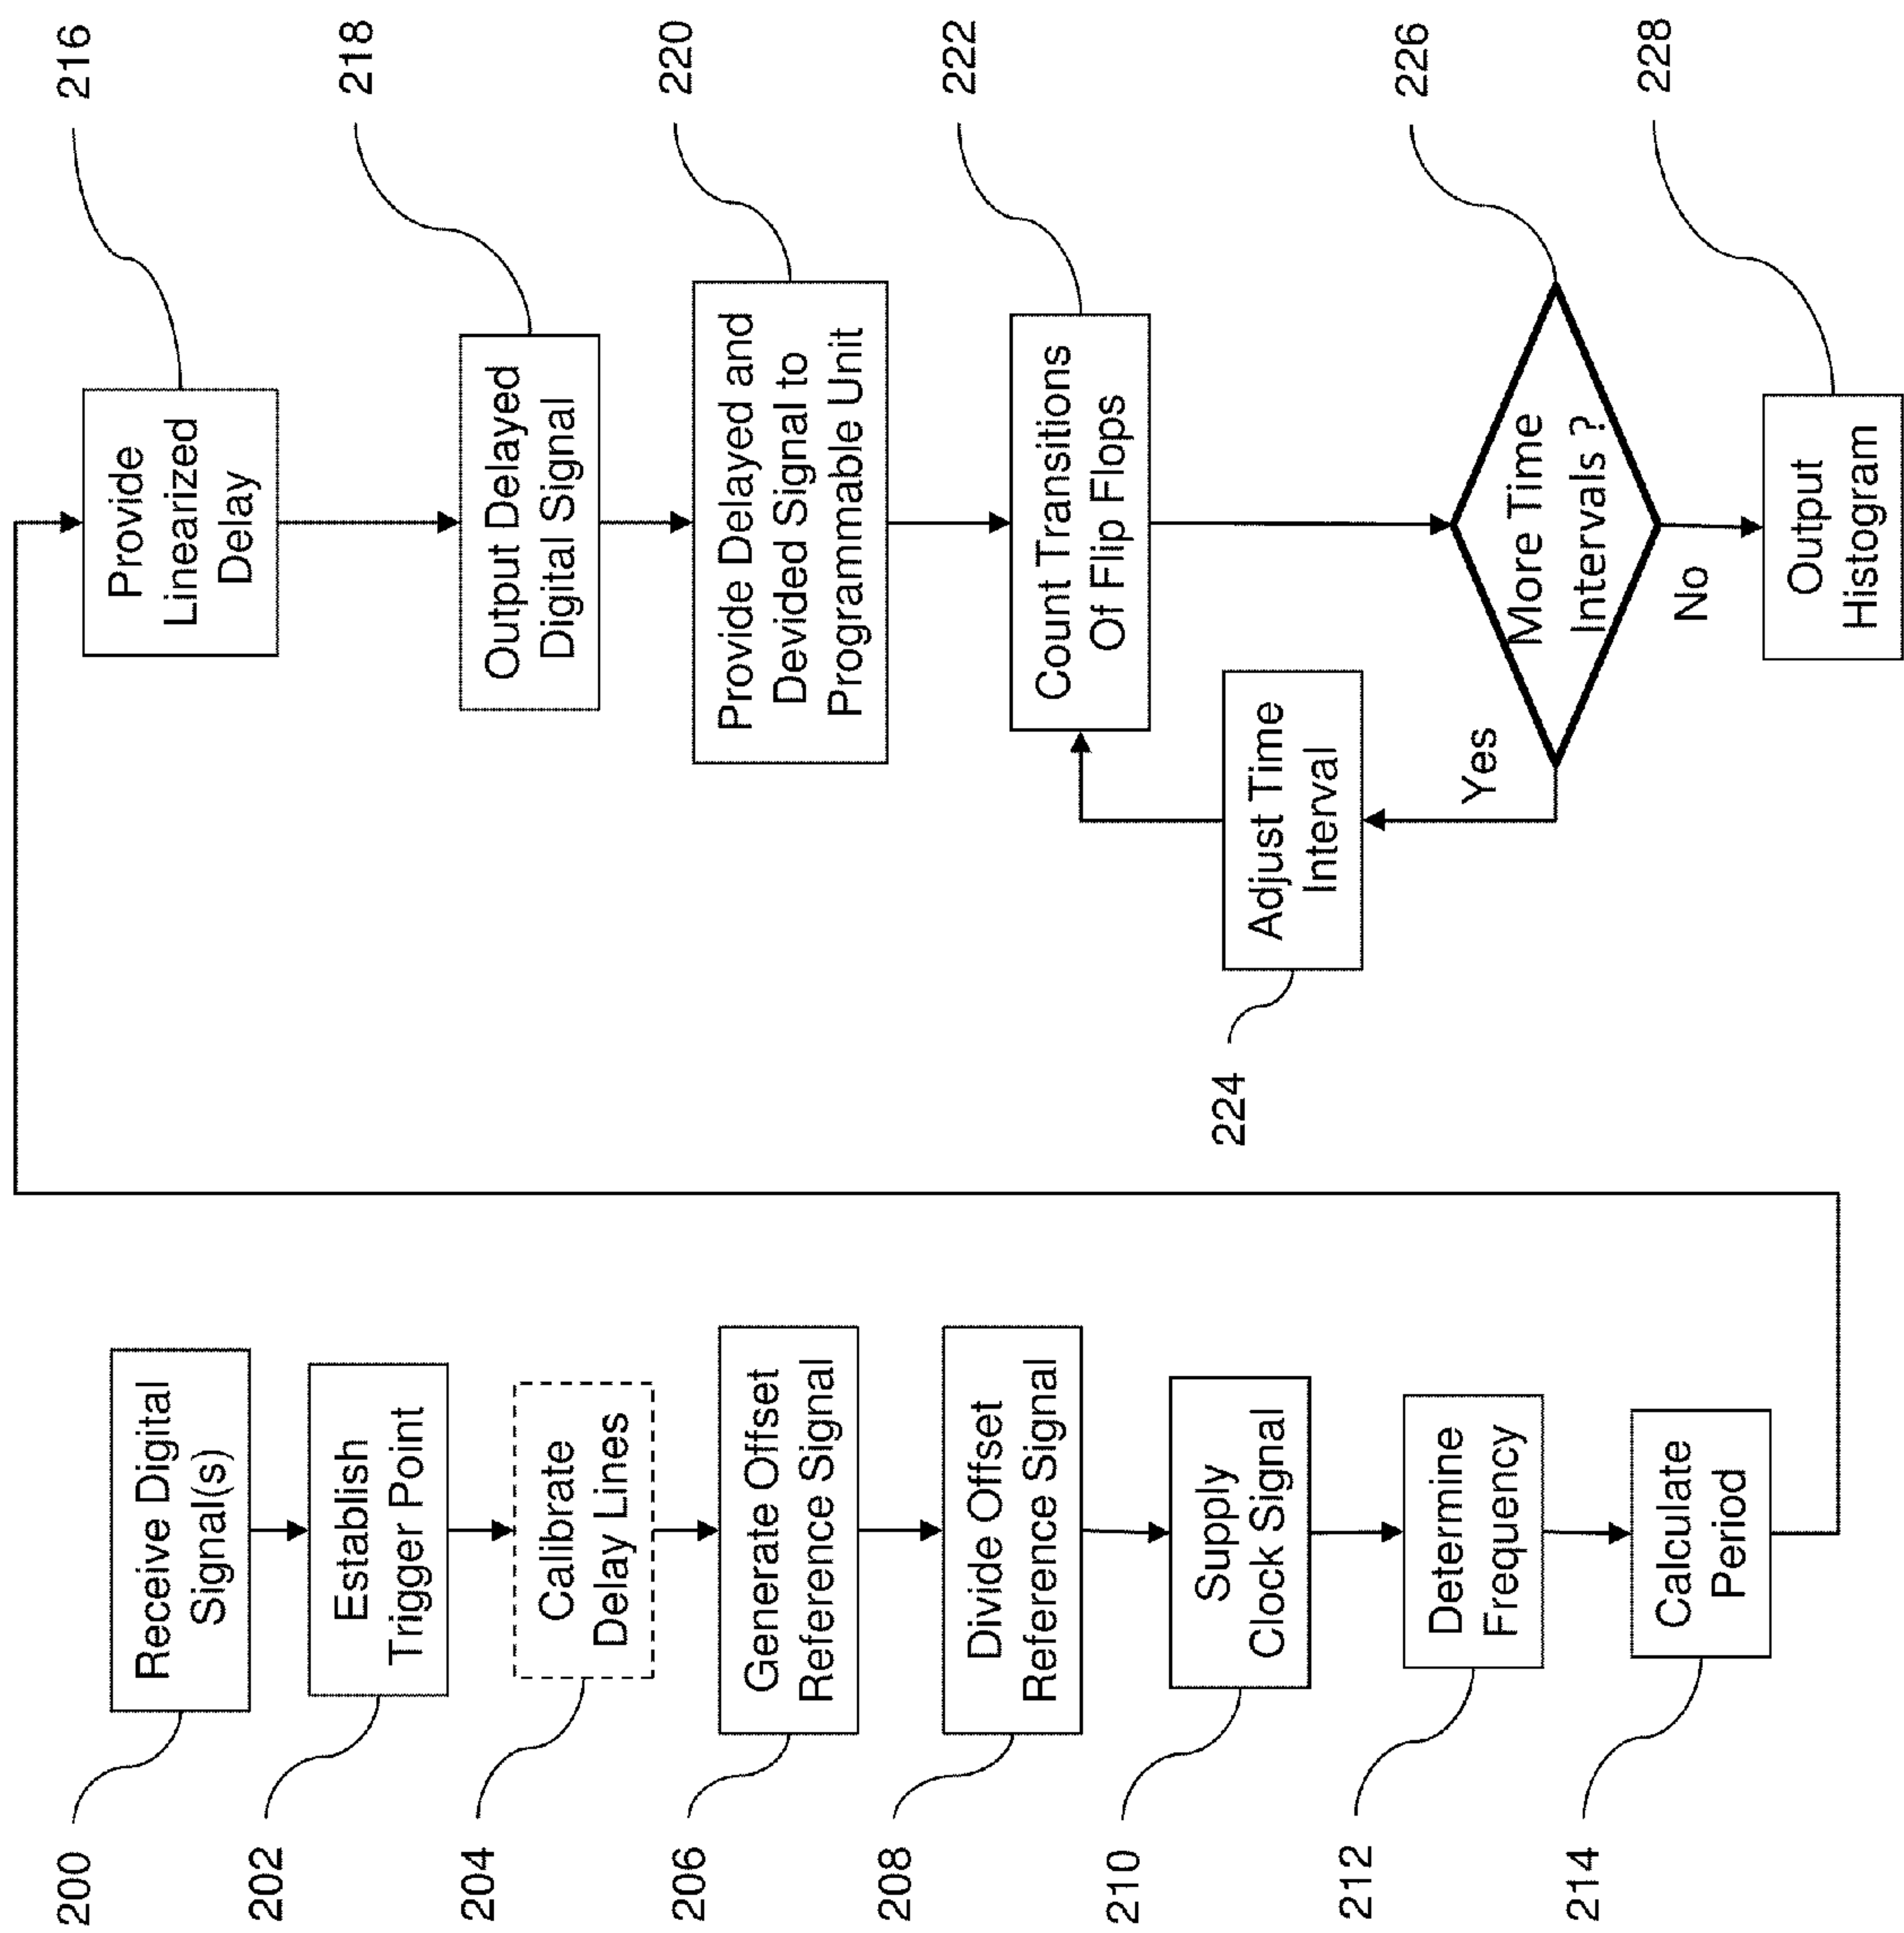 200
Receive Digital
Signal(s)
202
Establish
Trigger Point
204
Calibrate
Delay Lines
206
Generate Offset
Reference Signal
208
Divide Offset
Reference Signal
210
Supply
Clock Signal
212
Determine
Frequency
214
Calculate
Period
216
Provide
Linearized
Delay
218
Output Delayed
Digital Signal
220
Provide Delayed and
Devided Signal to
Programmable Unit
222
Count Transitions
Of Flip Flops
224
Adjust Time
Interval
Yes
226
More Time
Intervals ?
No
228
Output
Histogram